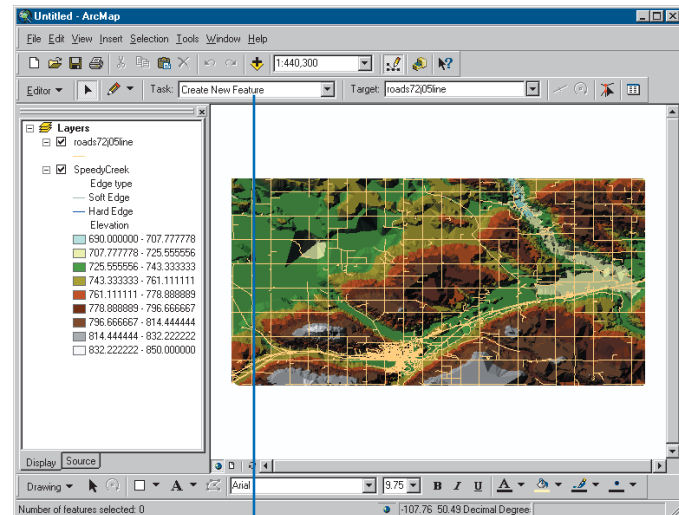 Untitled - ArcMap
File Edit View Insert Selection Tools Window Help
1:440,300
Editor Task: Create New Feature Target: roads72j05line
Layers
roads72j05line
SpeedyCreek
Edge type
Soft Edge
Hard Edge
Elevation
690.000000 - 707.777778
707.777778 - 725.555556
725.555556 - 743.333333
743.333333 - 761.111111
761.111111 - 778.888889
778.888889 - 796.666667
796.666667 - 814.444444
814.444444 - 832.222222
832.222222 - 850.000000
Display Source
Drawing A Arial 9.75 B I U A
Number of features selected: 0 -107.76 50.49 Decimal Degree